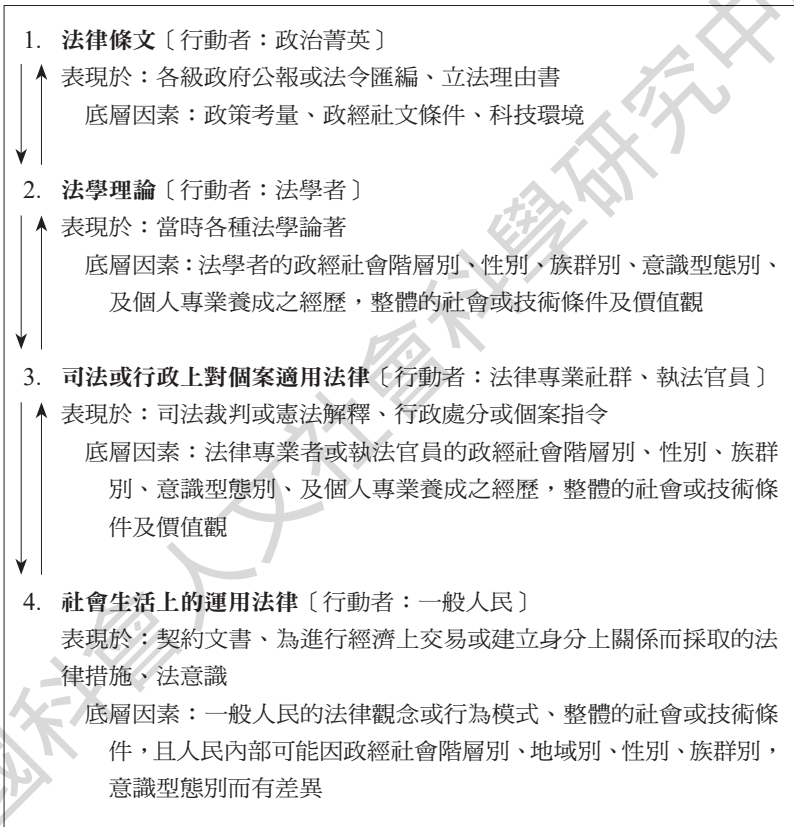 1. 法律條文〔行動者：政治菁英〕
表現於：各級政府公報或法令匯編、立法理由書
底層因素：政策考量、政經社文條件、科技環境
2. 法學理論〔行動者：法學者〕
表現於：當時各種法學論著
底層因素：法學者的政經社會階層別、性別、族群別、意識型態別、
及個人專業養成之經歷，整體的社會或技術條件及價值觀
3. 司法或行政上對個案適用法律〔行動者：法律專業社群、執法官員〕
表現於：司法裁判或憲法解釋、行政處分或個案指令
底層因素：法律專業者或執法官員的政經社會階層別、性別、族群
別、意識型態別、及個人專業養成之經歷，整體的社會或技術條
件及價值觀
4. 社會生活上的運用法律〔行動者：一般人民〕
表現於：契約文書、為進行經濟上交易或建立身分上關係而採取的法
律措施、法意識
底層因素：一般人民的法律觀念或行為模式、整體的社會或技術條
件，且人民內部可能因政經社會階層別、地域別、性別、族群別，
意識型態別而有差異
國科會人文社會科學研究中